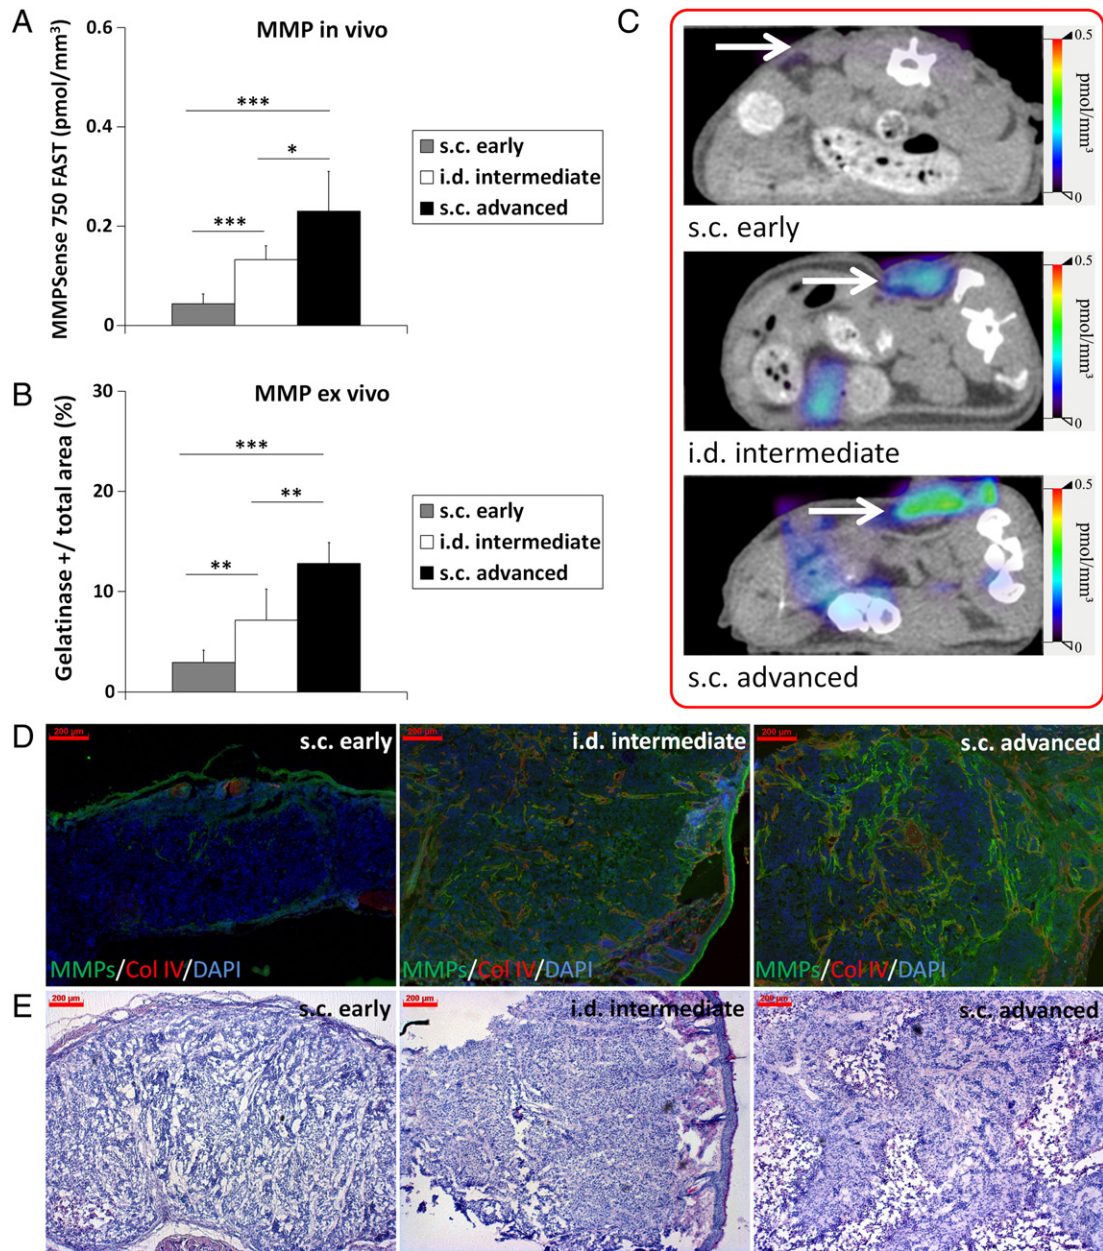 A
MMP in vivo
MMPSense 750 FAST (pmol/mm³)
0.6
0.4
0.2
0
***
*
***
s.c. early
i.d. intermediate
s.c. advanced
B
MMP ex vivo
Gelatinase +/ total area (%)
30
20
10
0
***
**
**
s.c. early
i.d. intermediate
s.c. advanced
C
0.5
pmol/mm³
0
s.c. early
0.5
pmol/mm³
0
i.d. intermediate
0.5
pmol/mm³
0
s.c. advanced
D
200 µm
s.c. early
MMPs/Col IV/DAPI
200 µm
i.d. intermediate
MMPs/Col IV/DAPI
200 µm
s.c. advanced
MMPs/Col IV/DAPI
E
200 µm
s.c. early
200 µm
i.d. intermediate
200 µm
s.c. advanced